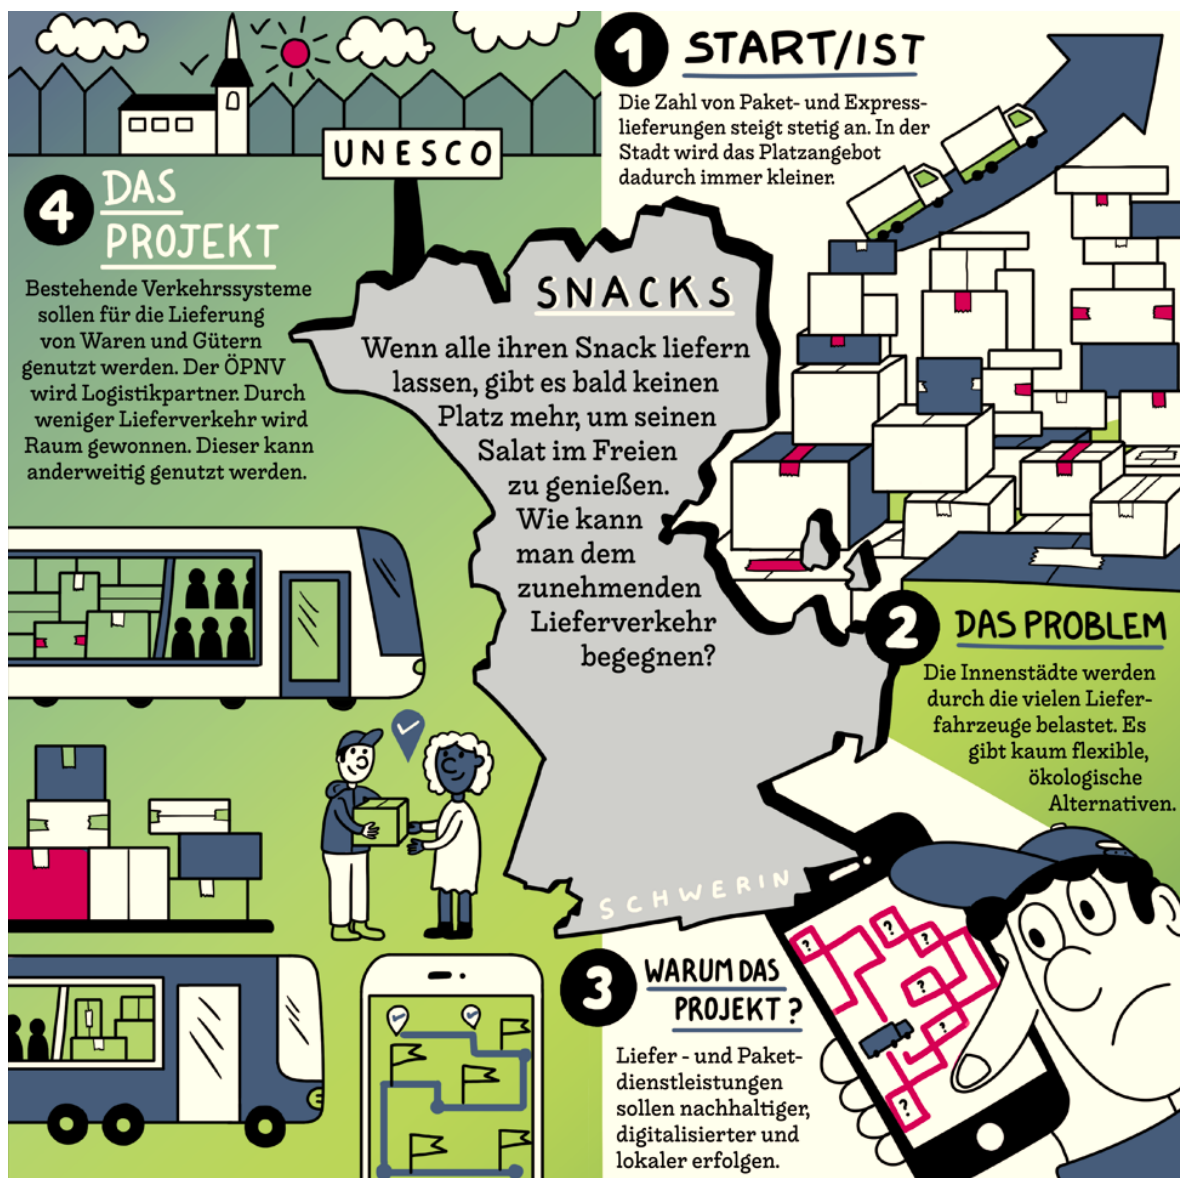 UNESCO
SNACKS
Wenn alle ihren Snack liefern
lassen, gibt es bald keinen
Platz mehr, um seinen
Salat im Freien
zu genießen.
Wie kann
man dem
zunehmenden
Lieferverkehr
begegnen?
SCHWERIN
1 START/IST
Die Zahl von Paket- und Express-
lieferungen steigt stetig an. In der
Stadt wird das Platzangebot
dadurch immer kleiner.
2 DAS PROBLEM
Die Innenstädte werden
durch die vielen Liefer-
fahrzeuge belastet. Es
gibt kaum flexible,
ökologische
Alternativen.
3 WARUM DAS
PROJEKT?
Liefer - und Paket-
dienstleistungen
sollen nachhaltiger,
digitalisierter und
lokaler erfolgen.
?
?
?
?
?
?
4 DAS
PROJEKT
Bestehende Verkehrssysteme
sollen für die Lieferung
von Waren und Gütern
genutzt werden. Der ÖPNV
wird Logistikpartner. Durch
weniger Lieferverkehr wird
Raum gewonnen. Dieser kann
anderweitig genutzt werden.